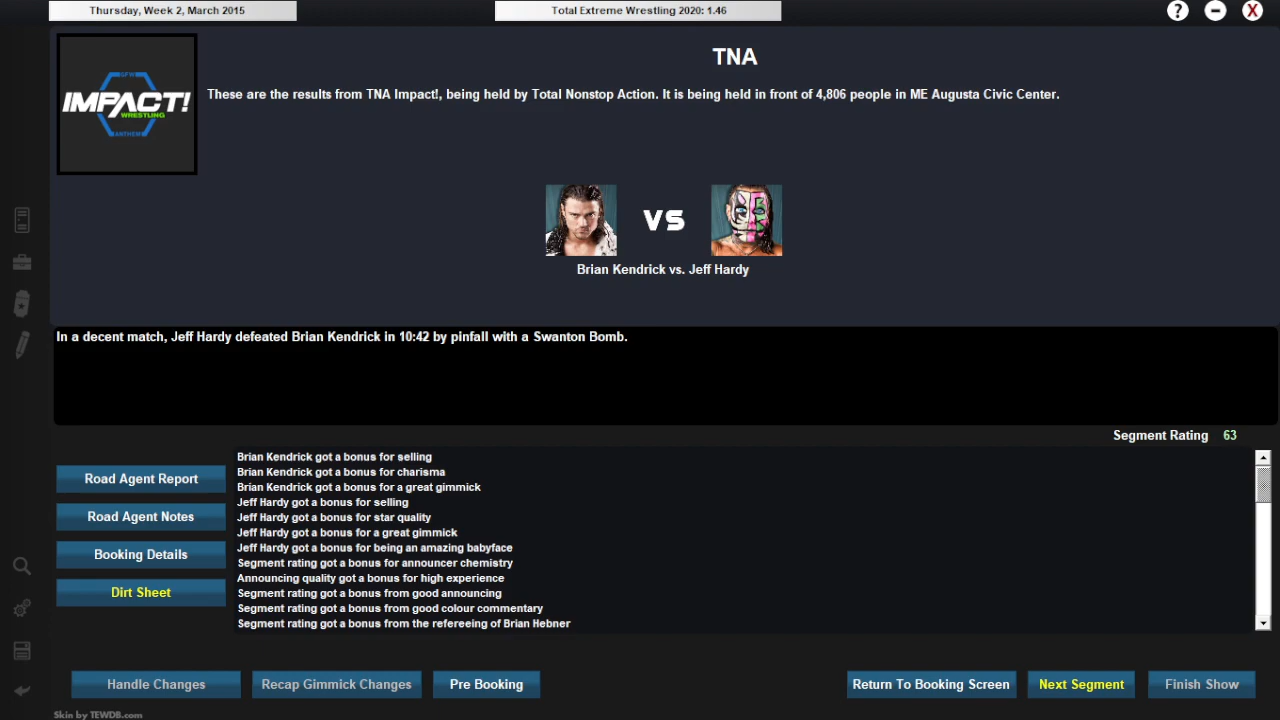 Thursday, Week 2, March 2015
Total Extreme Wrestling 2020: 1.46
?
X
TNA
GFW
IMPACT!
WRESTLING
ANTHEM
These are the results from TNA Impact!, being held by Total Nonstop Action. It is being held in front of 4,806 people in ME Augusta Civic Center.
VS
Brian Kendrick vs. Jeff Hardy
In a decent match, Jeff Hardy defeated Brian Kendrick in 10:42 by pinfall with a Swanton Bomb.
Segment Rating 63
Road Agent Report
Road Agent Notes
Booking Details
Dirt Sheet
Brian Kendrick got a bonus for selling
Brian Kendrick got a bonus for charisma
Brian Kendrick got a bonus for a great gimmick
Jeff Hardy got a bonus for selling
Jeff Hardy got a bonus for star quality
Jeff Hardy got a bonus for a great gimmick
Jeff Hardy got a bonus for being an amazing babyface
Segment rating got a bonus for announcer chemistry
Announcing quality got a bonus for high experience
Segment rating got a bonus from good announcing
Segment rating got a bonus from good colour commentary
Segment rating got a bonus from the refereeing of Brian Hebner
Handle Changes
Recap Gimmick Changes
Pre Booking
Return To Booking Screen
Next Segment
Finish Show
Skin by TEWDB.com